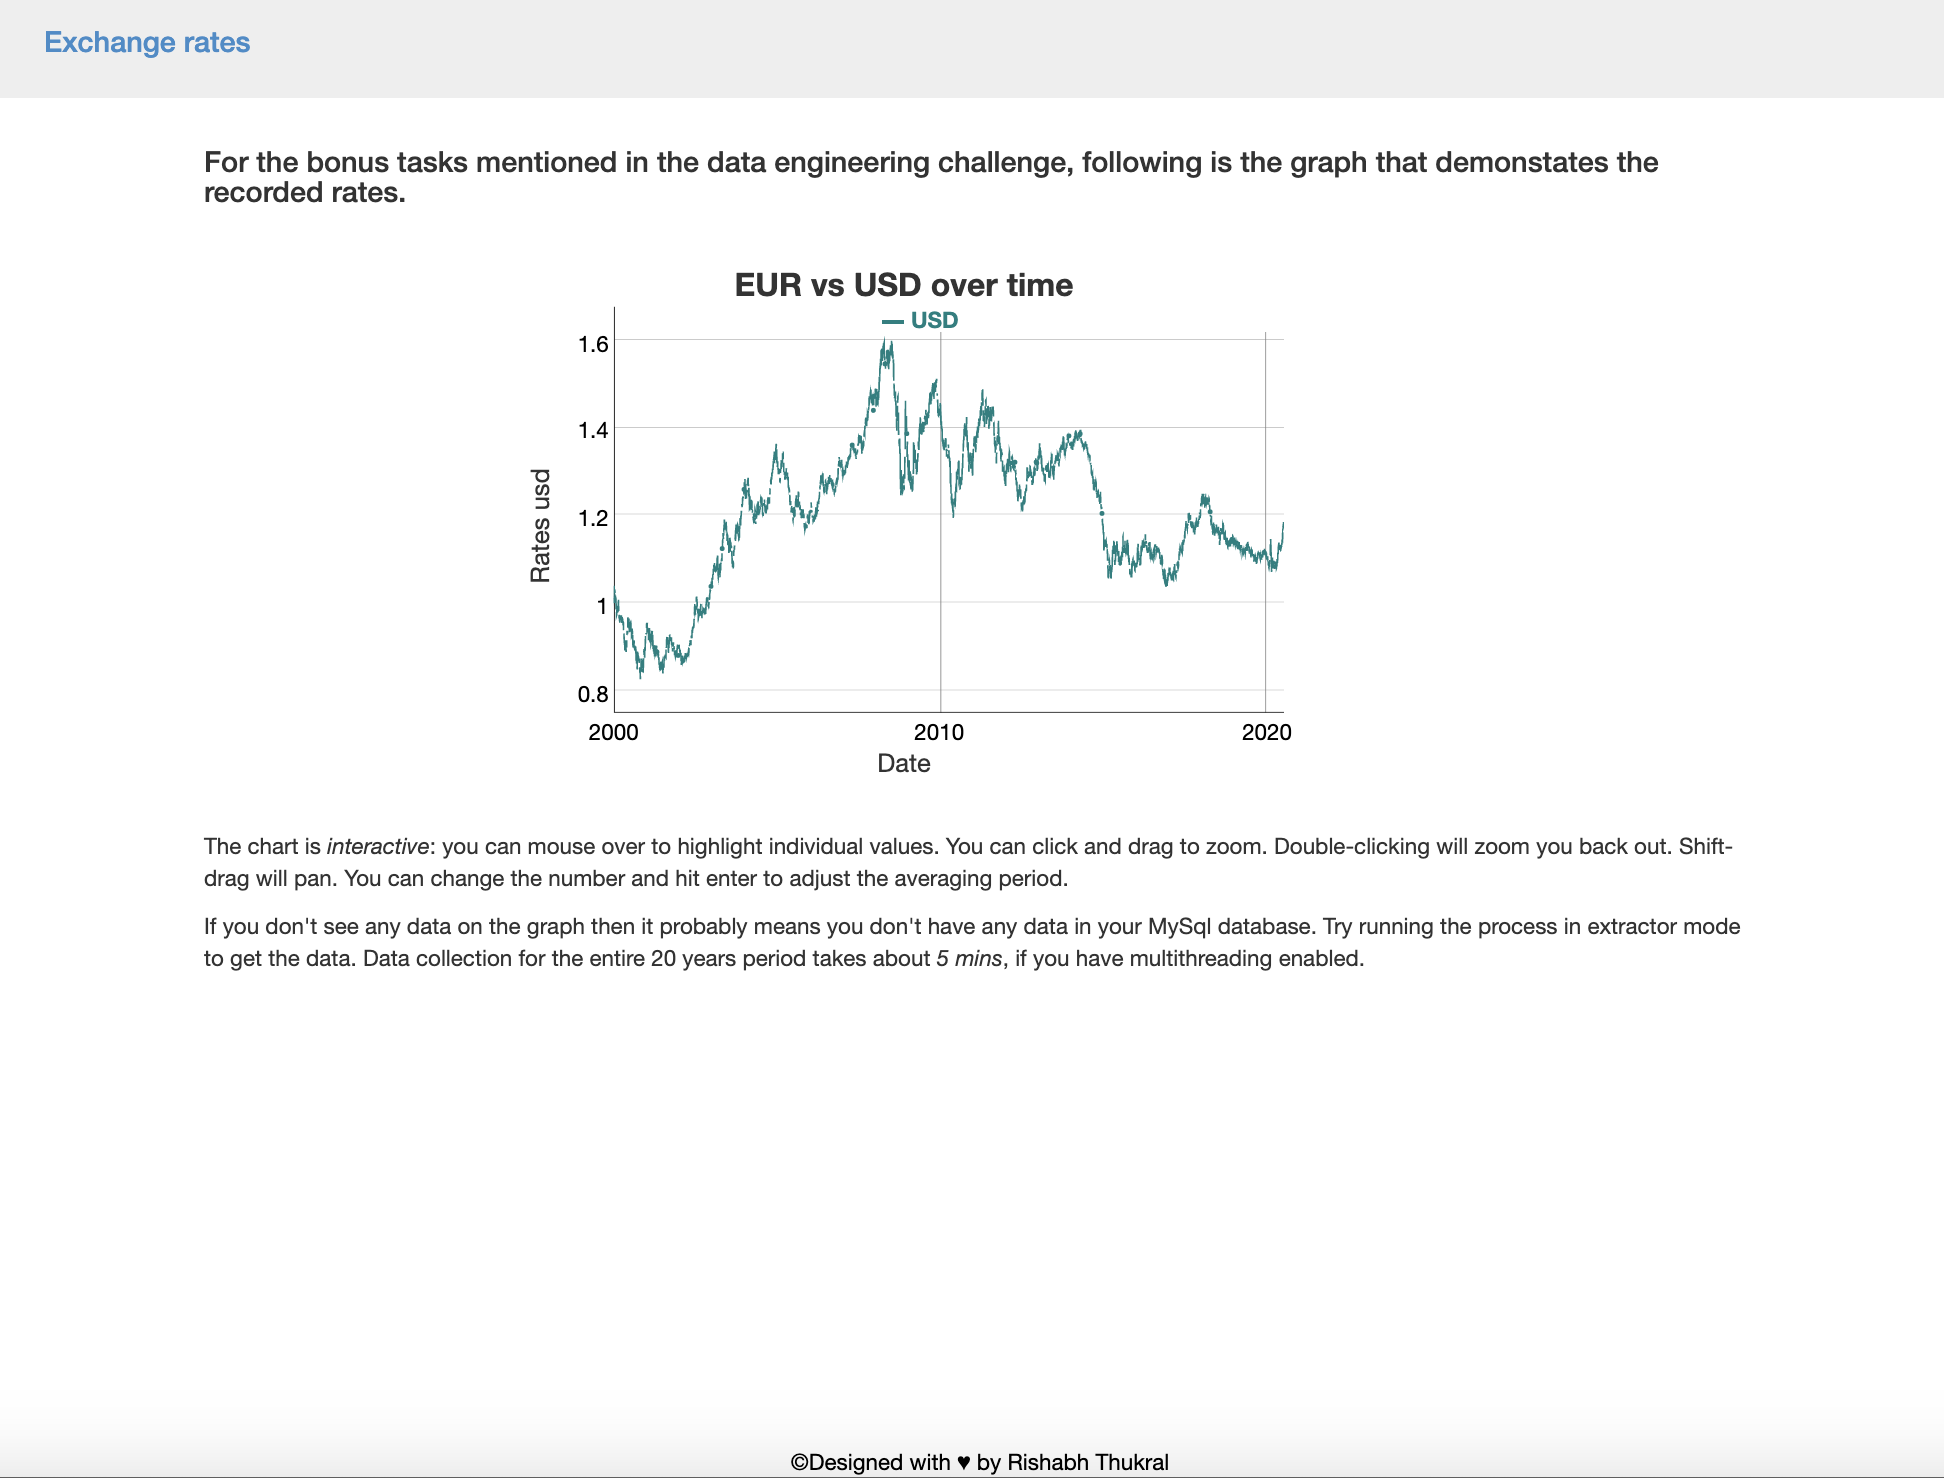 Exchange rates
For the bonus tasks mentioned in the data engineering challenge, following is the graph that demonstates the
recorded rates.
EUR vs USD over time
USD
1.6
1.4
1.2
1
0.8
Rates usd
2000 2010 2020
Date
The chart is interactive: you can mouse over to highlight individual values. You can click and drag to zoom. Double-clicking will zoom you back out. Shift-
drag will pan. You can change the number and hit enter to adjust the averaging period.
If you don't see any data on the graph then it probably means you don't have any data in your MySql database. Try running the process in extractor mode
to get the data. Data collection for the entire 20 years period takes about 5 mins, if you have multithreading enabled.
©Designed with ♥ by Rishabh Thukral